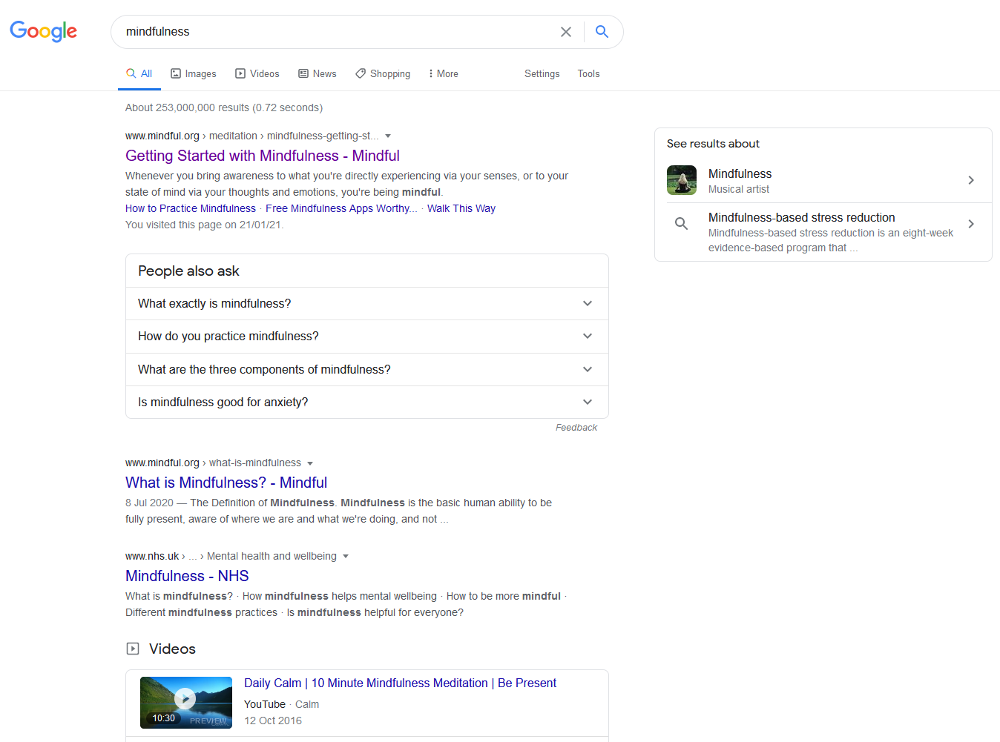 Google
mindfulness
All Images Videos News Shopping More Settings Tools
About 253,000,000 results (0.72 seconds)
www.mindful.org › meditation › mindfulness-getting-st...
Getting Started with Mindfulness - Mindful
Whenever you bring awareness to what you're directly experiencing via your senses, or to your
state of mind via your thoughts and emotions, you're being mindful.
How to Practice Mindfulness · Free Mindfulness Apps Worthy... · Walk This Way
You visited this page on 21/01/21.
People also ask
What exactly is mindfulness?
How do you practice mindfulness?
What are the three components of mindfulness?
Is mindfulness good for anxiety?
Feedback
www.mindful.org › what-is-mindfulness
What is Mindfulness? - Mindful
8 Jul 2020 — The Definition of Mindfulness. Mindfulness is the basic human ability to be
fully present, aware of where we are and what we're doing, and not ...
www.nhs.uk › ... › Mental health and wellbeing
Mindfulness - NHS
What is mindfulness? · How mindfulness helps mental wellbeing · How to be more mindful ·
Different mindfulness practices · Is mindfulness helpful for everyone?
Videos
Daily Calm | 10 Minute Mindfulness Meditation | Be Present
YouTube · Calm
12 Oct 2016
10:30 PREVIEW
See results about
Mindfulness
Musical artist
Mindfulness-based stress reduction
Mindfulness-based stress reduction is an eight-week
evidence-based program that ...